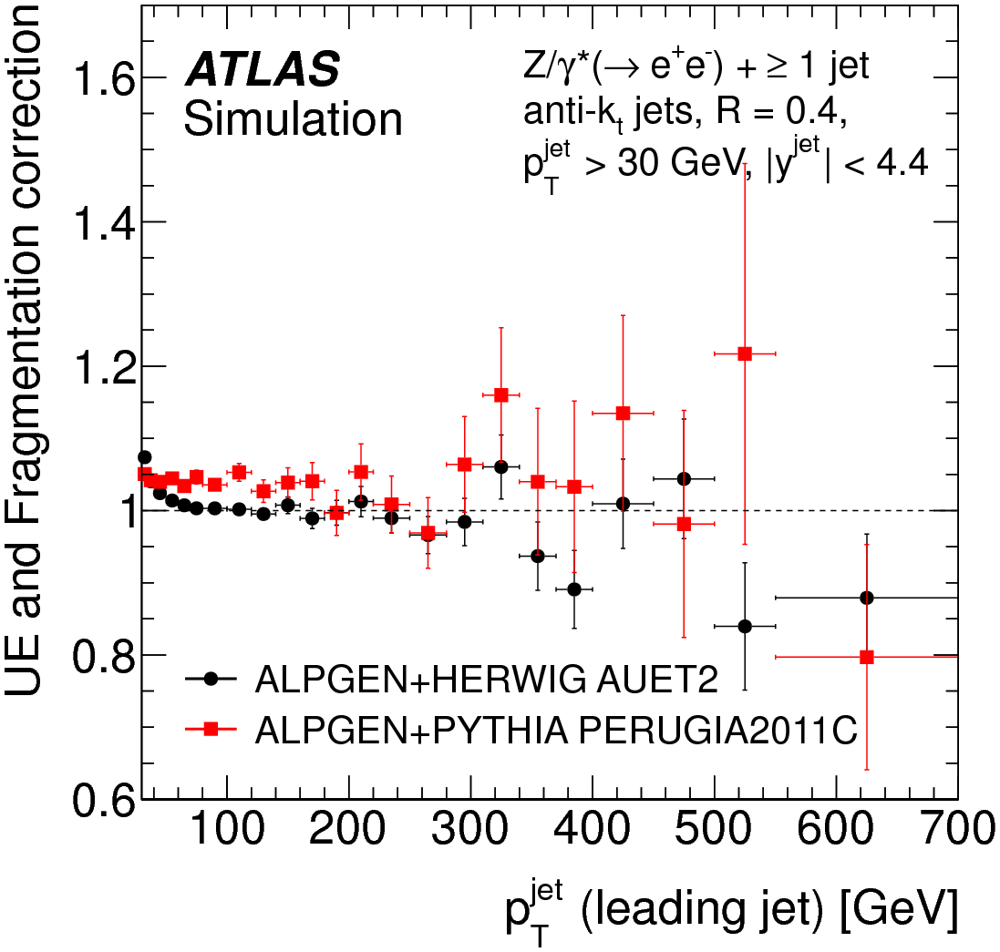 UE and Fragmentation correction
ATLAS
Simulation
Z/γ*(→ e⁺e⁻) + ≥ 1 jet
anti-kₜ jets, R = 0.4,
p_T^jet > 30 GeV, |y^jet| < 4.4
1.6
1.4
1.2
1
0.8
0.6
ALPGEN+HERWIG AUET2
ALPGEN+PYTHIA PERUGIA2011C
100 200 300 400 500 600 700
p_T^jet (leading jet) [GeV]